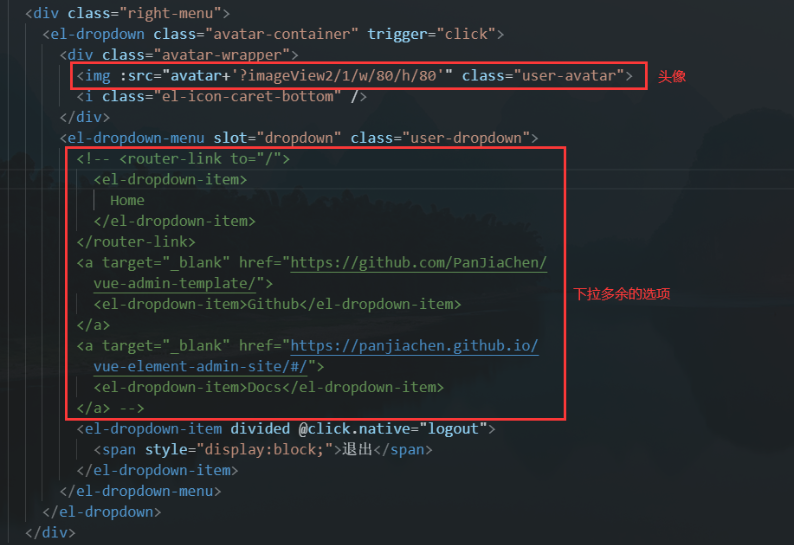 <div class="right-menu">
<el-dropdown class="avatar-container" trigger="click">
<div class="avatar-wrapper">
<img :src="avatar+'?imageView2/1/w/80/h/80'" class="user-avatar"> 头像
<i class="el-icon-caret-bottom" />
</div>
<el-dropdown-menu slot="dropdown" class="user-dropdown">
<!-- <router-link to="/">
<el-dropdown-item>
Home
</el-dropdown-item>
</router-link>
<a target="_blank" href="https://github.com/PanJiaChen/
vue-admin-template/">
下拉多余的选项
<el-dropdown-item>Github</el-dropdown-item>
</a>
<a target="_blank" href="https://panjiachen.github.io/
vue-element-admin-site/#/">
<el-dropdown-item>Docs</el-dropdown-item>
</a> -->
<el-dropdown-item divided @click.native="logout">
<span style="display:block;">退出</span>
</el-dropdown-item>
</el-dropdown-menu>
</el-dropdown>
</div>